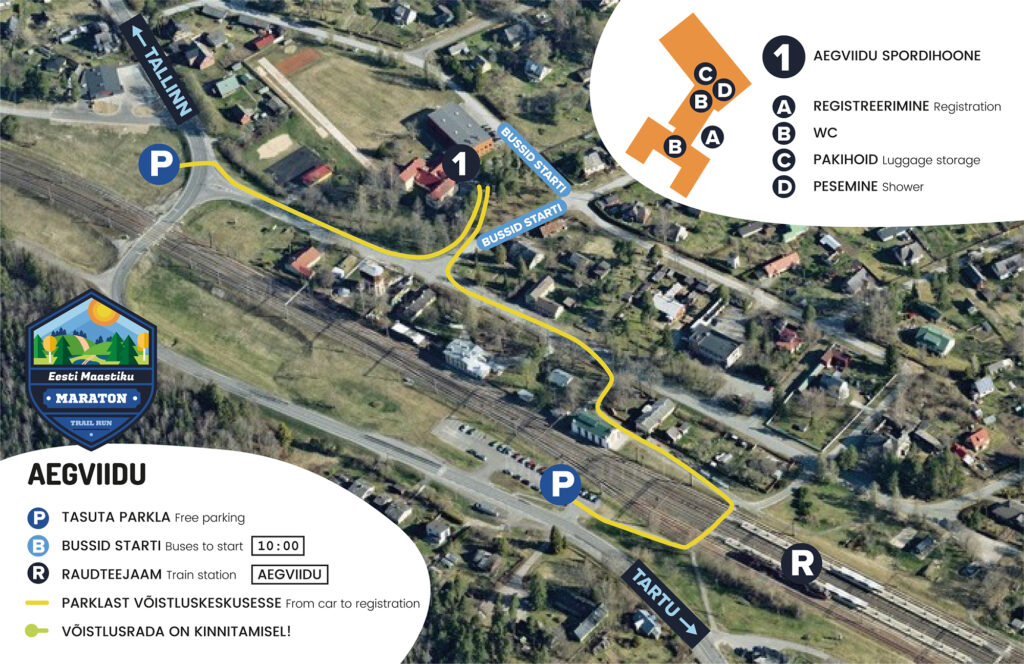 ← TALLINN
P
1
BUSSID STARTI
BUSSID STARTI
C
D
B
A
B
1 AEGVIIDU SPORDIHOONE
A REGISTREERIMINE Registration
B WC
C PAKIHOID Luggage storage
D PESEMINE Shower
Eesti Maastiku
MARATON
TRAIL RUN
P
R
TARTU →
AEGVIIDU
P TASUTA PARKLA Free parking
B BUSSID STARTI Buses to start 10:00
R RAUDTEEJAAM Train station AEGVIIDU
PARKLAST VÕISTLUSKESKUSESSE From car to registration
VÕISTLUSRADA ON KINNITAMISEL!